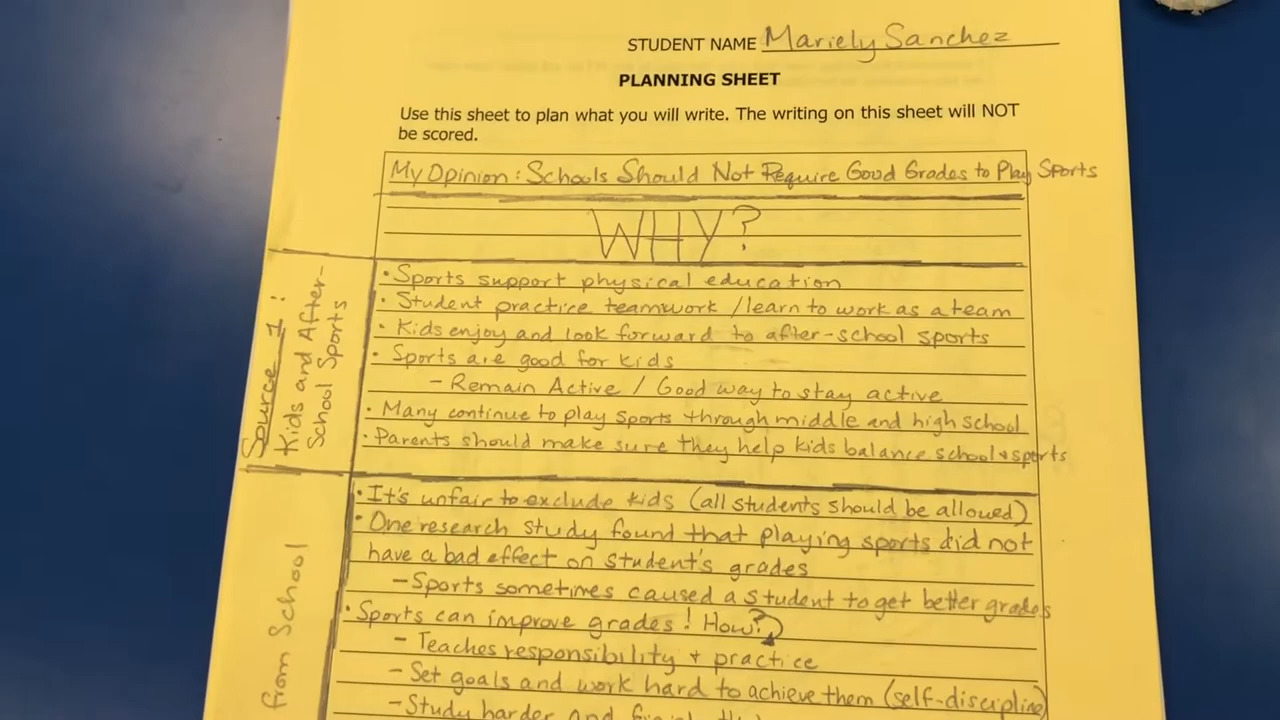 STUDENT NAME Mariely Sanchez
PLANNING SHEET
Use this sheet to plan what you will write. The writing on this sheet will NOT
be scored.
My Opinion: Schools Should Not Require Good Grades to Play Sports
WHY?
Source 1:
Kids and After-
School Sports
• Sports support physical education
• Student practice teamwork / learn to work as a team
• Kids enjoy and look forward to after-school sports
• Sports are good for kids
- Remain Active / Good way to stay active
• Many continue to play sports through middle and high school
• Parents should make sure they help kids balance school + sports
from School
• It's unfair to exclude kids (all students should be allowed)
• One research study found that playing sports did not
have a bad effect on student's grades
- Sports sometimes caused a student to get better grades
• Sports can improve grades! How?
- Teaches responsibility + practice
- Set goals and work hard to achieve them (self-discipline)
- Study harder and